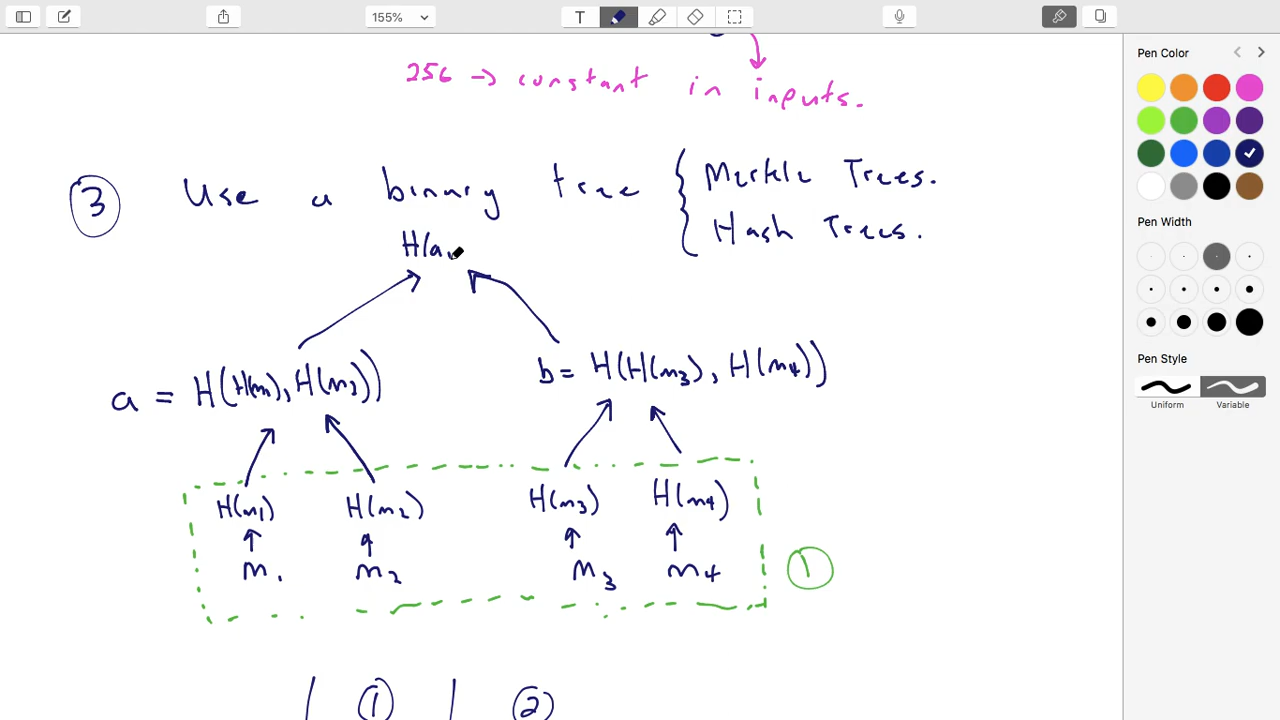 155%
T
Pen Color
256 → constant in inputs.
③ Use a binary tree { Merkle Trees.
Hash Trees.
H(a,
Pen Width
a = H(H(m1), H(m2))
b = H(H(m3), H(m4))
Pen Style
Uniform
Variable
H(m1) H(m2) H(m3) H(m4)
m1 m2 m3 m4
①
① ②